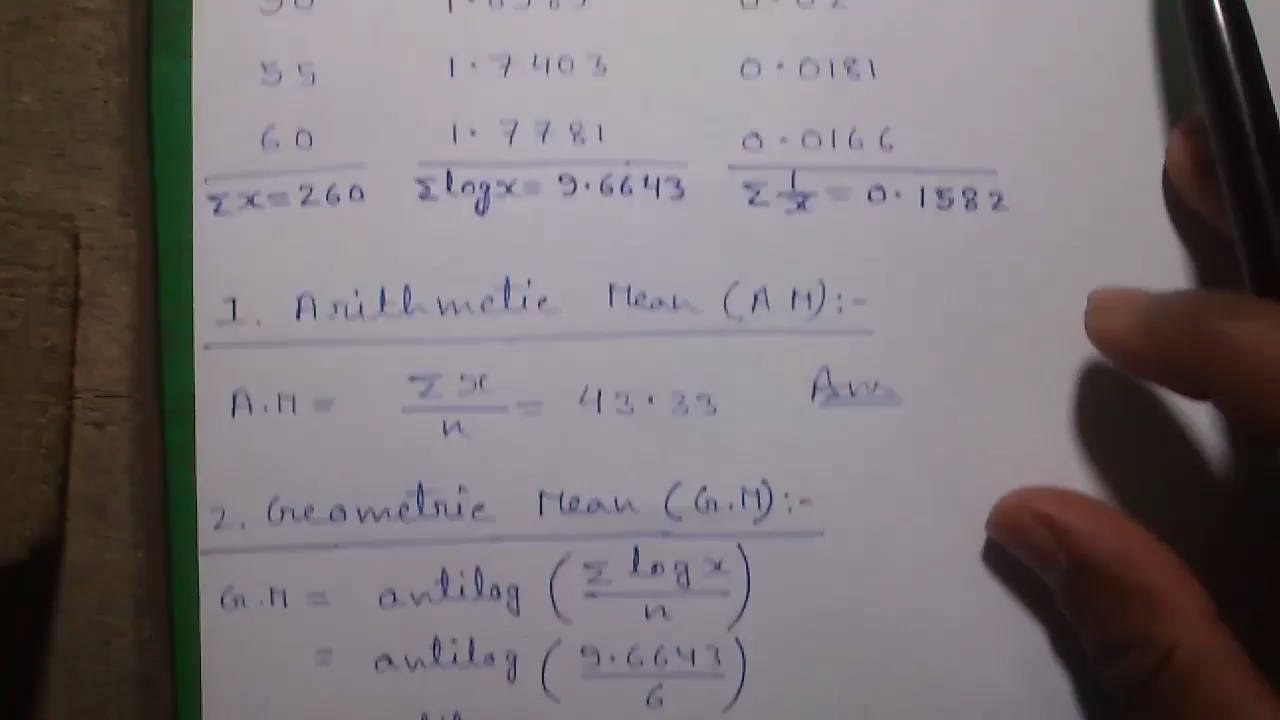 55 1.7403 0.0181
60 1.7781 0.0166
Σx=260 Σlogx= 9.6643 Σ 1/x = 0.1582
1. Arithmetic Mean (A M):-
A.M = Σx/n = 43.33 Ans
2. Geometric Mean (G.M):-
G.M = antilog (Σ log x/n)
= antilog (9.6643/6)